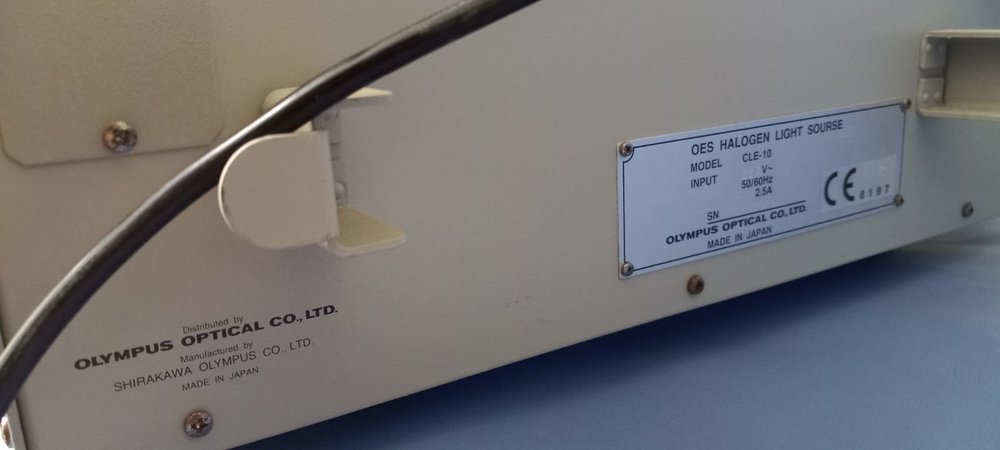 OES HALOGEN LIGHT SOURSE
MODEL CLE-10
INPUT V~
50/60Hz
2.5A
CE 0197
SN
OLYMPUS OPTICAL CO., LTD.
MADE IN JAPAN
Distributed by
OLYMPUS OPTICAL CO., LTD.
Manufactured by
SHIRAKAWA OLYMPUS CO., LTD.
MADE IN JAPAN